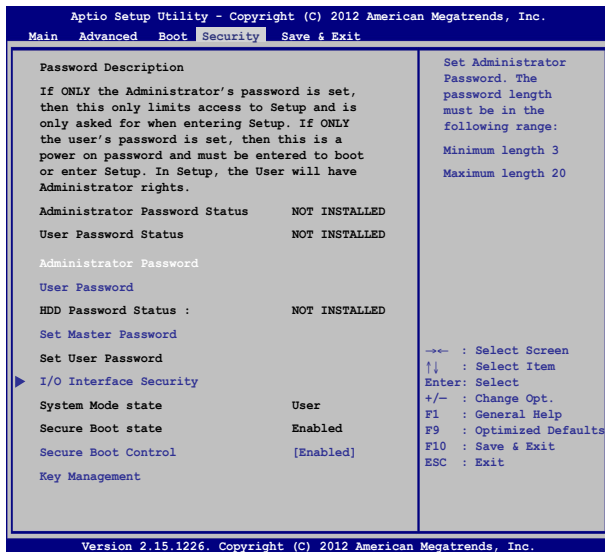 Aptio Setup Utility - Copyright (C) 2012 American Megatrends, Inc.
Main Advanced Boot Security Save & Exit
Password Description
If ONLY the Administrator's password is set,
then this only limits access to Setup and is
only asked for when entering Setup. If ONLY
the user's password is set, then this is a
power on password and must be entered to boot
or enter Setup. In Setup, the User will have
Administrator rights.
Administrator Password Status NOT INSTALLED
User Password Status NOT INSTALLED
Administrator Password
User Password
HDD Password Status : NOT INSTALLED
Set Master Password
Set User Password
I/O Interface Security
System Mode state User
Secure Boot state Enabled
Secure Boot Control [Enabled]
Key Management
Set Administrator
Password. The
password length
must be in the
following range:
Minimum length 3
Maximum length 20
→← : Select Screen
↑↓ : Select Item
Enter: Select
+/— : Change Opt.
F1 : General Help
F9 : Optimized Defaults
F10 : Save & Exit
ESC : Exit
Version 2.15.1226. Copyright (C) 2012 American Megatrends, Inc.